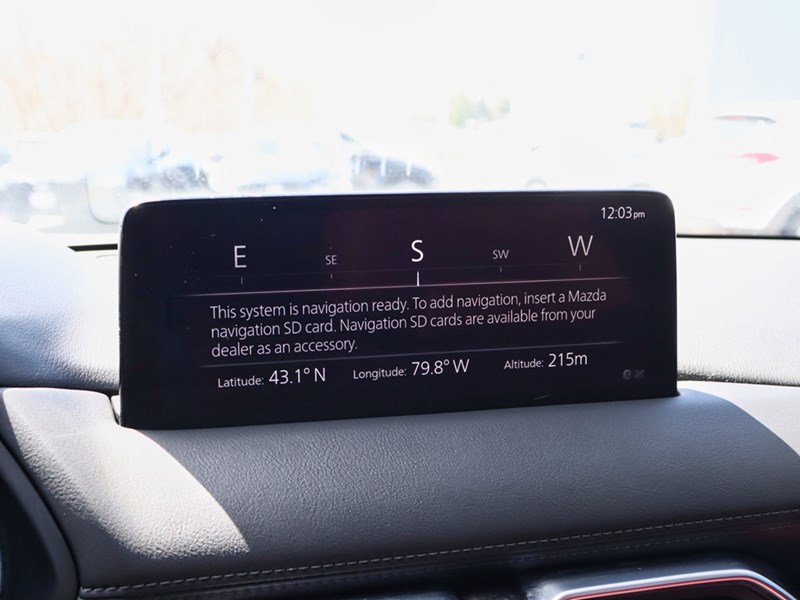 12:03pm
E SE S SW W
This system is navigation ready. To add navigation, insert a Mazda
navigation SD card. Navigation SD cards are available from your
dealer as an accessory.
Latitude: 43.1° N Longitude: 79.8° W Altitude: 215m